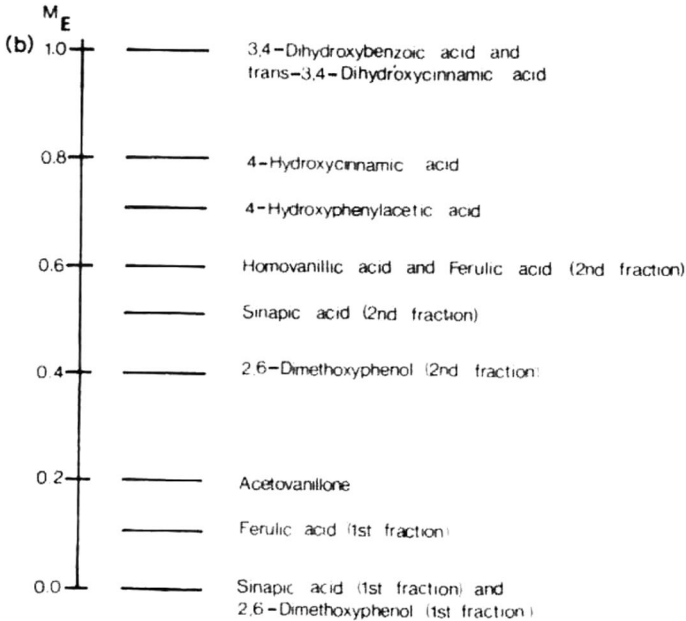 M_E
(b) 1.0 3,4-Dihydroxybenzoic acid and
trans-3,4-Dihydroxycinnamic acid
0.8 4-Hydroxycinnamic acid
4-Hydroxyphenylacetic acid
0.6 Homovanillic acid and Ferulic acid (2nd fraction)
Sinapic acid (2nd fraction)
0.4 2,6-Dimethoxyphenol (2nd fraction)
0.2 Acetovanillone
Ferulic acid (1st fraction)
0.0 Sinapic acid (1st fraction) and
2,6-Dimethoxyphenol (1st fraction)